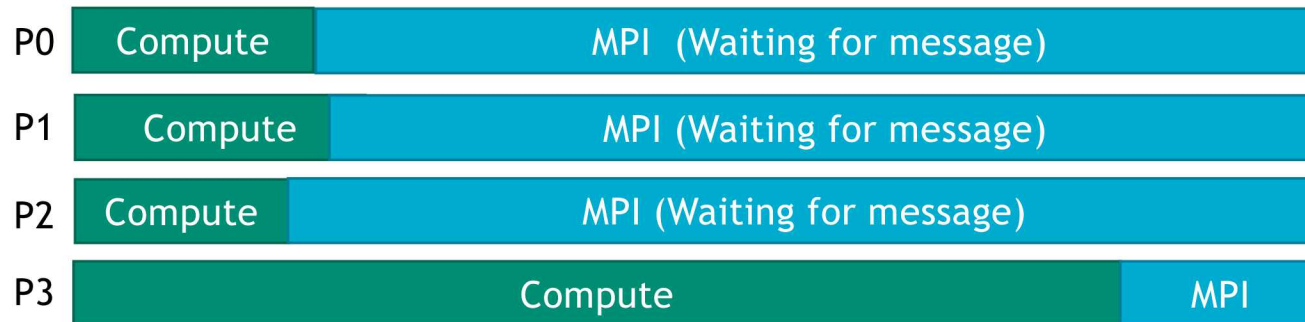 P0 Compute MPI (Waiting for message)
P1 Compute MPI (Waiting for message)
P2 Compute MPI (Waiting for message)
P3 Compute MPI